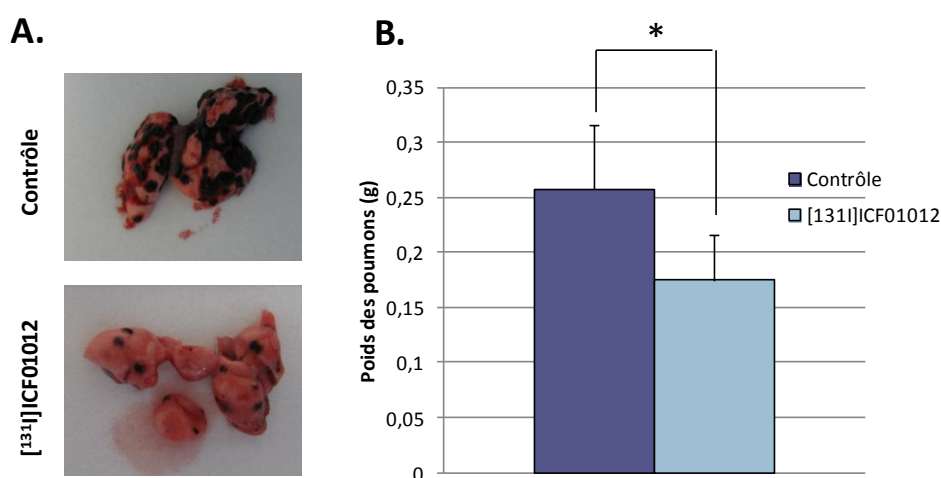 A.
Contrôle
[¹³¹I]ICF01012
B.
*
Poids des poumons (g)
0,35
0,3
0,25
0,2
0,15
0,1
0,05
0
Contrôle
[131I]ICF01012